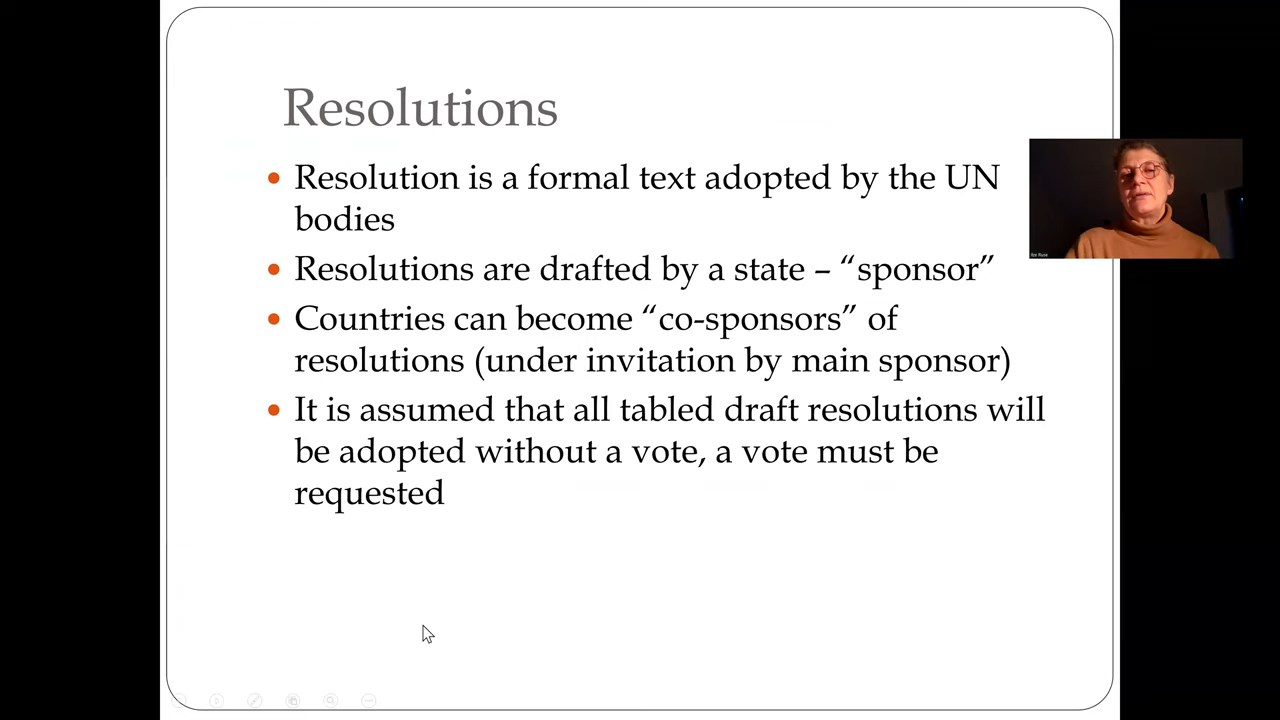 Resolutions
• Resolution is a formal text adopted by the UN
bodies
• Resolutions are drafted by a state – “sponsor”
• Countries can become “co-sponsors” of
resolutions (under invitation by main sponsor)
• It is assumed that all tabled draft resolutions will
be adopted without a vote, a vote must be
requested